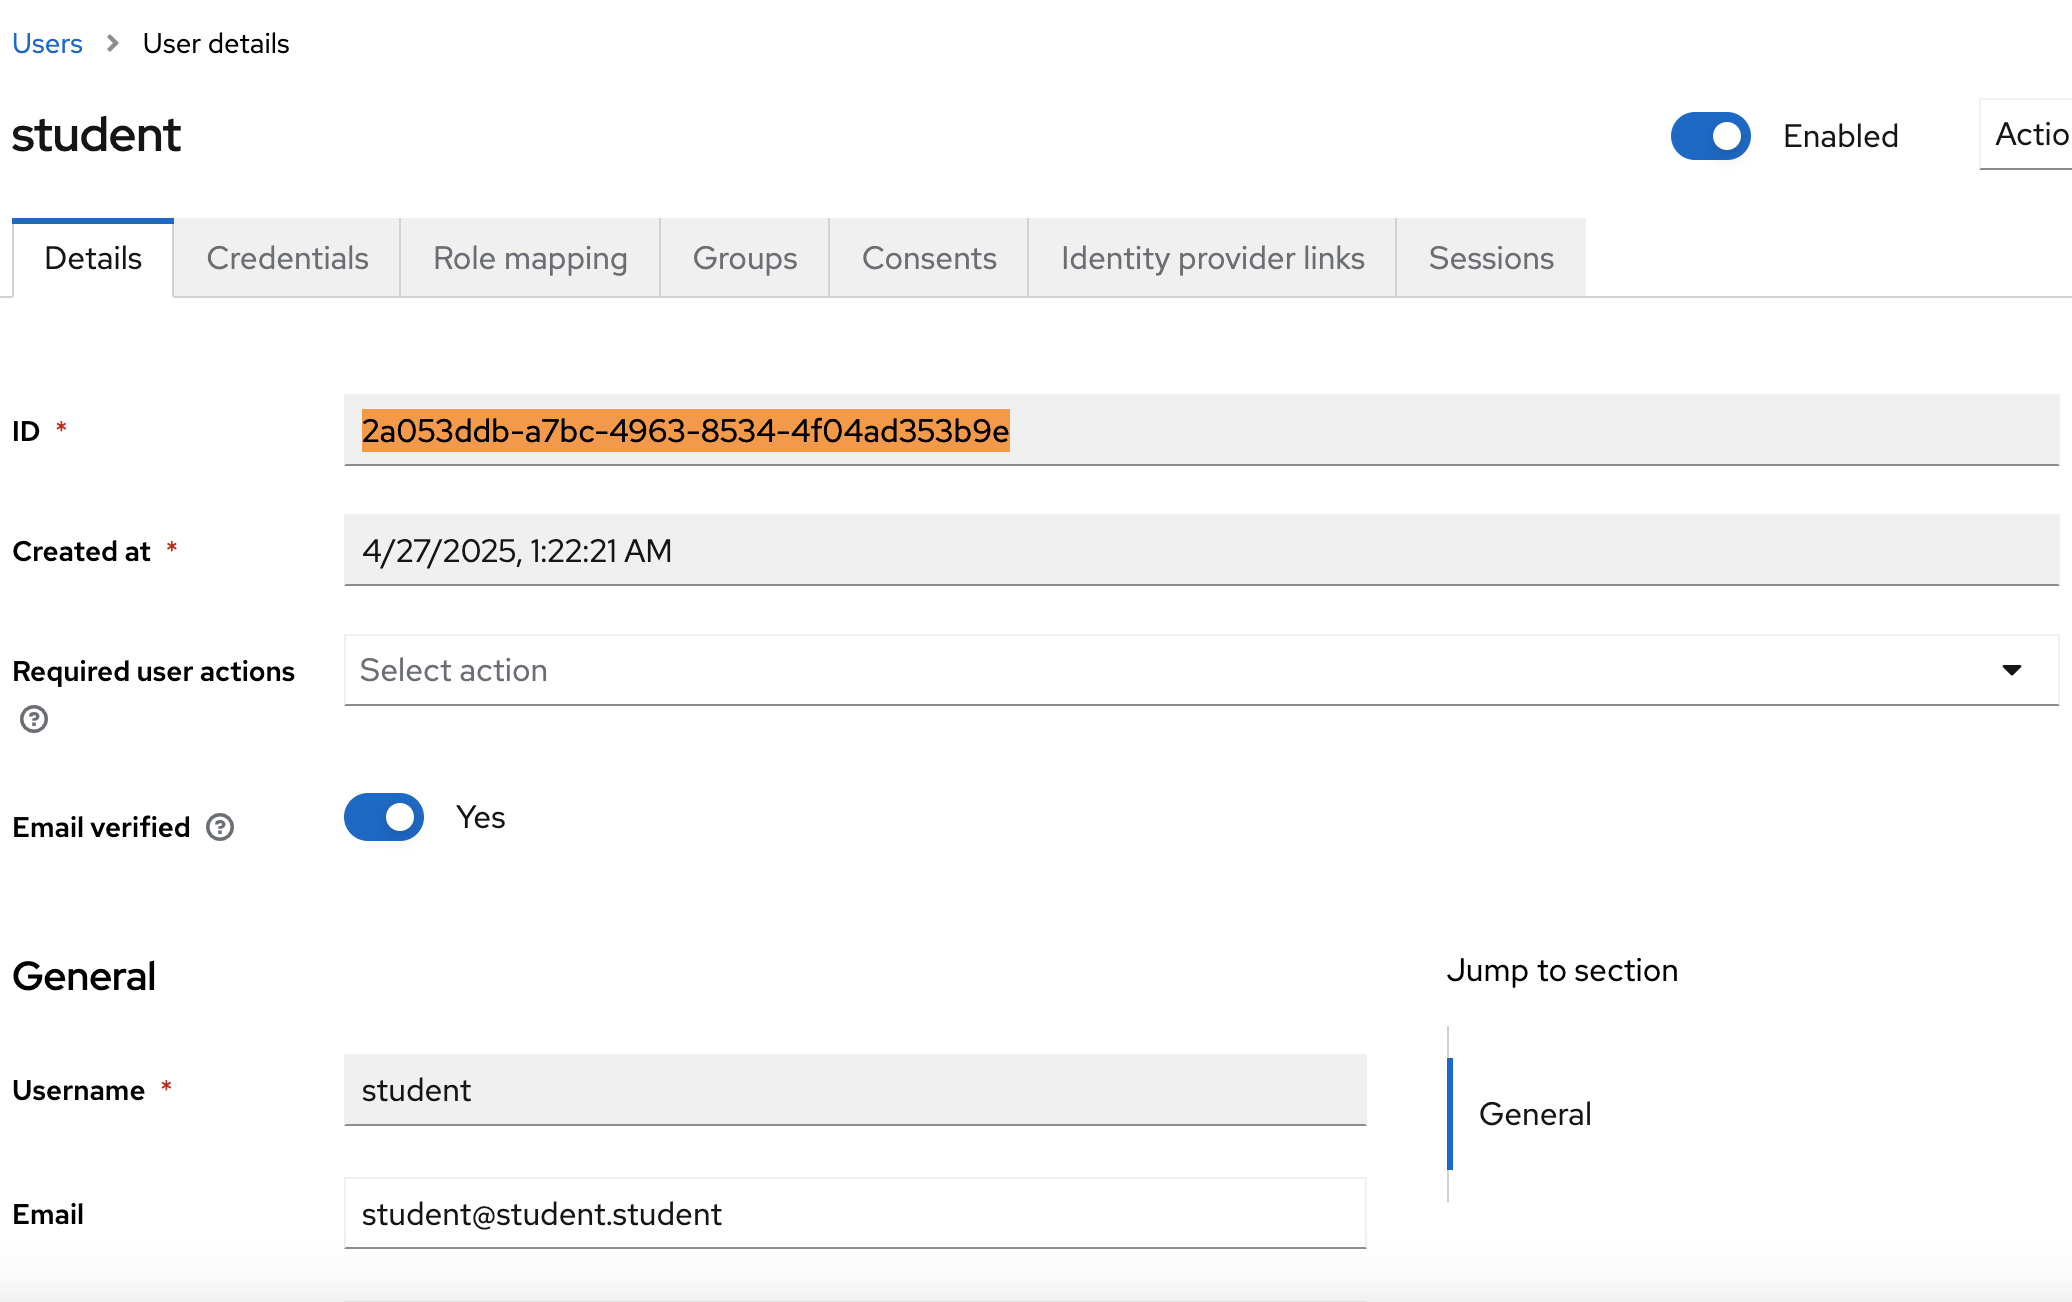 Users > User details
student
Enabled
Actio
Details Credentials Role mapping Groups Consents Identity provider links Sessions
ID * 2a053ddb-a7bc-4963-8534-4f04ad353b9e
Created at * 4/27/2025, 1:22:21 AM
Required user actions Select action
?
Email verified ? Yes
General
Jump to section
General
Username * student
Email student@student.student